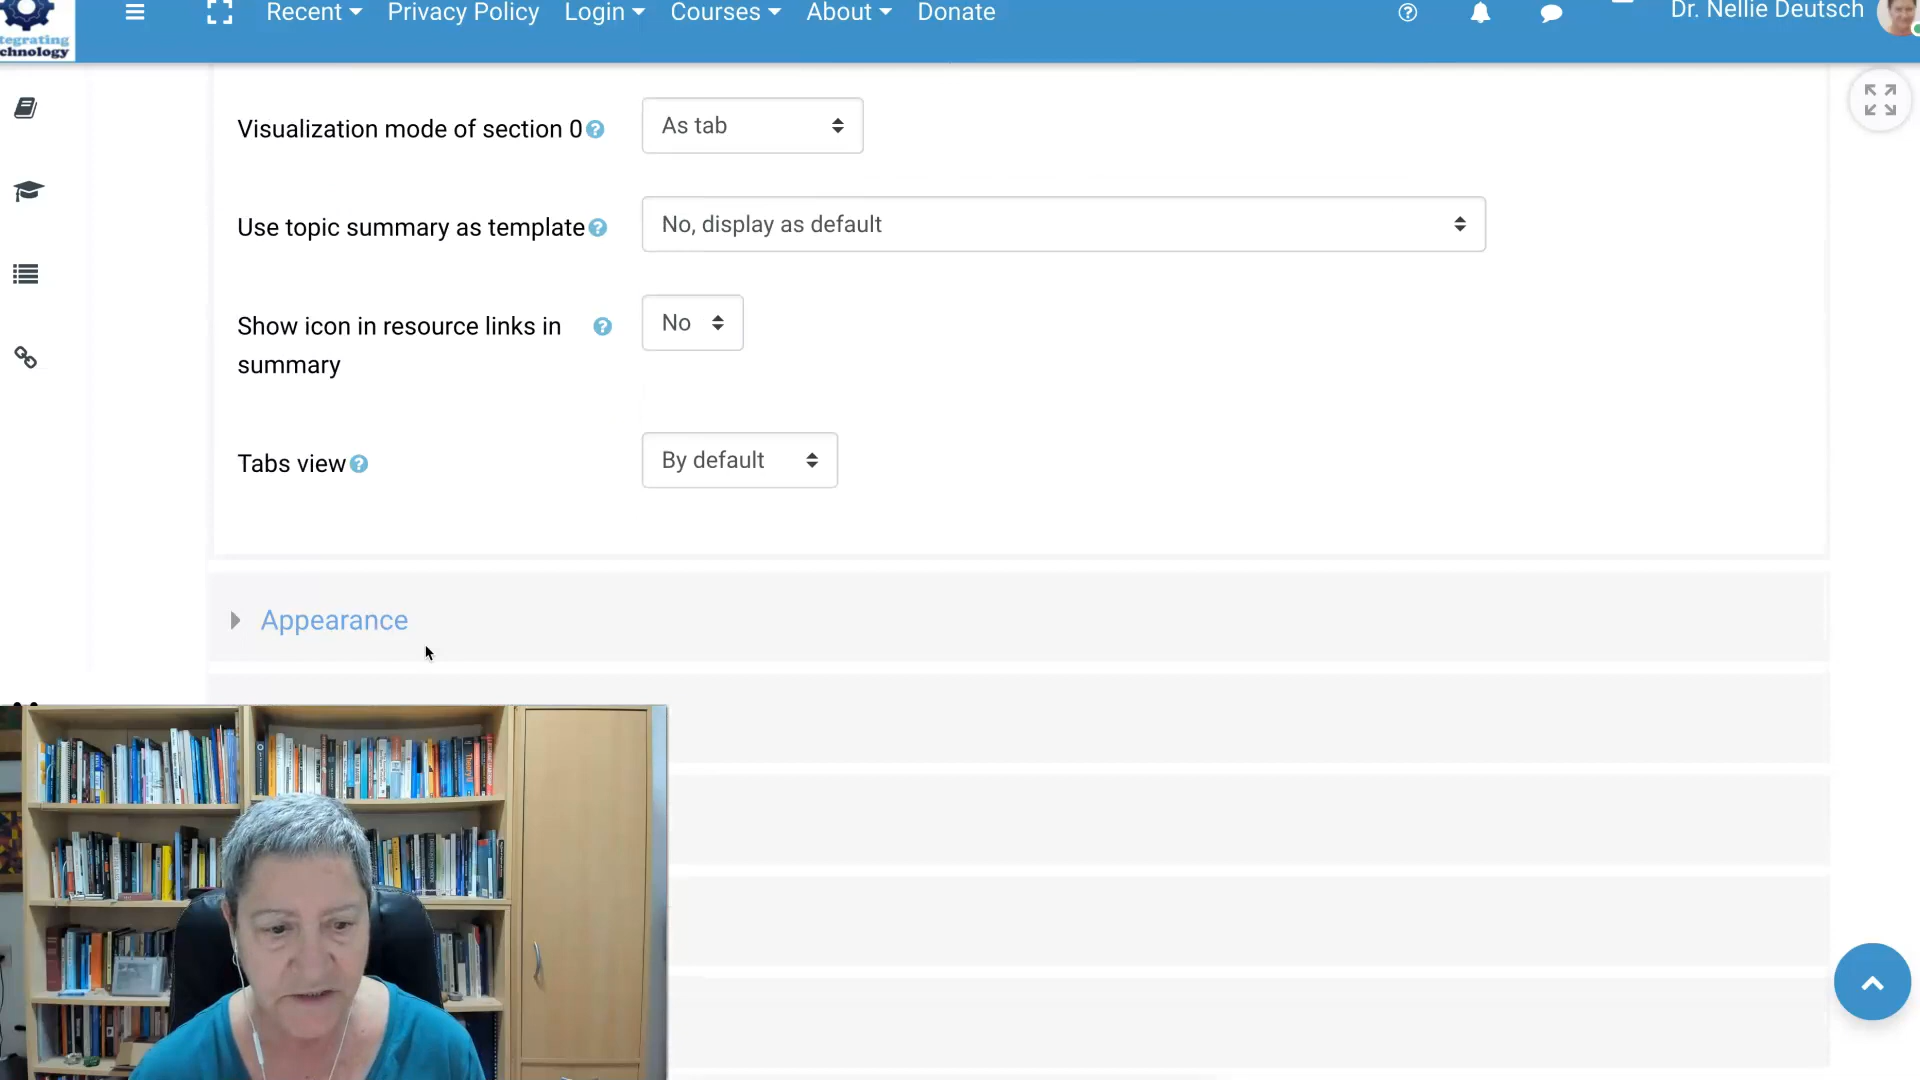 tegrating
chnology
Recent
Privacy Policy
Login
Courses
About
Donate
Dr. Nellie Deutsch
Visualization mode of section 0
As tab
Use topic summary as template
No, display as default
Show icon in resource links in
summary
No
Tabs view
By default
Appearance